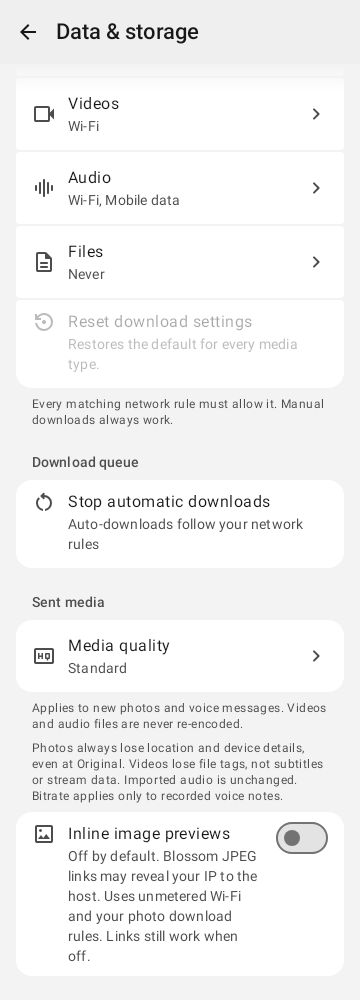 Data & storage
Videos
Wi-Fi
Audio
Wi-Fi, Mobile data
Files
Never
Reset download settings
Restores the default for every media
type.
Every matching network rule must allow it. Manual
downloads always work.
Download queue
Stop automatic downloads
Auto-downloads follow your network
rules
Sent media
HQ
Media quality
Standard
Applies to new photos and voice messages. Videos
and audio files are never re-encoded.
Photos always lose location and device details,
even at Original. Videos lose file tags, not subtitles
or stream data. Imported audio is unchanged.
Bitrate applies only to recorded voice notes.
Inline image previews
Off by default. Blossom JPEG
links may reveal your IP to the
host. Uses unmetered Wi-Fi
and your photo download
rules. Links still work when
off.